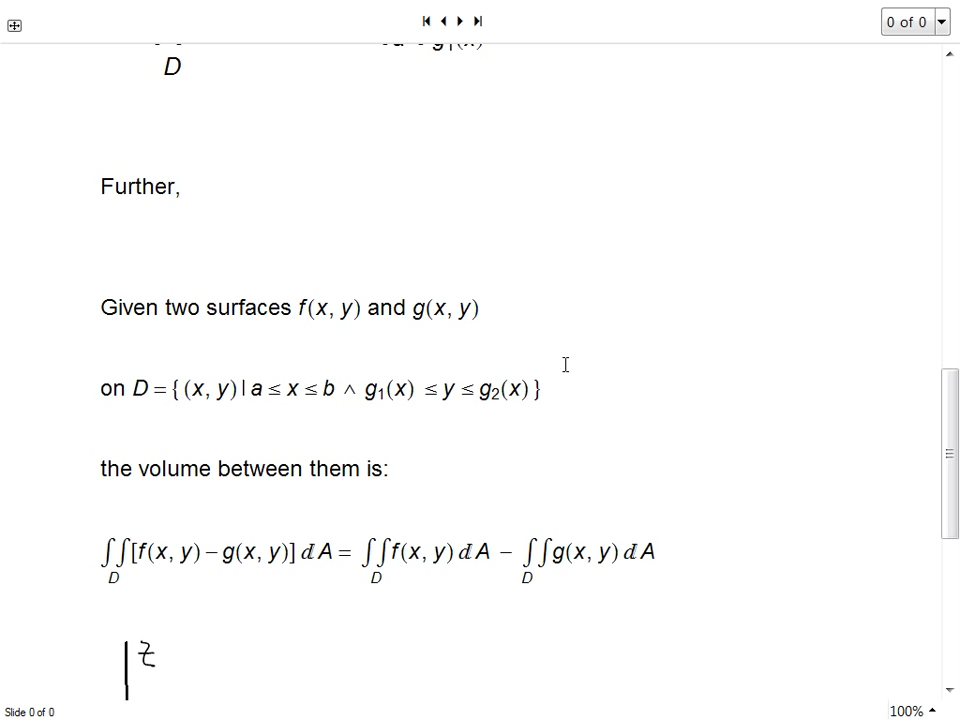 0 of 0
D
Further,
Given two surfaces f(x, y) and g(x, y)
on D = { (x, y) | a ≤ x ≤ b ∧ g₁(x) ≤ y ≤ g₂(x) }
the volume between them is:
∬[f(x, y) − g(x, y)] ⅆA = ∬f(x, y) ⅆA − ∬g(x, y) ⅆA
D D D
z
Slide 0 of 0
100%